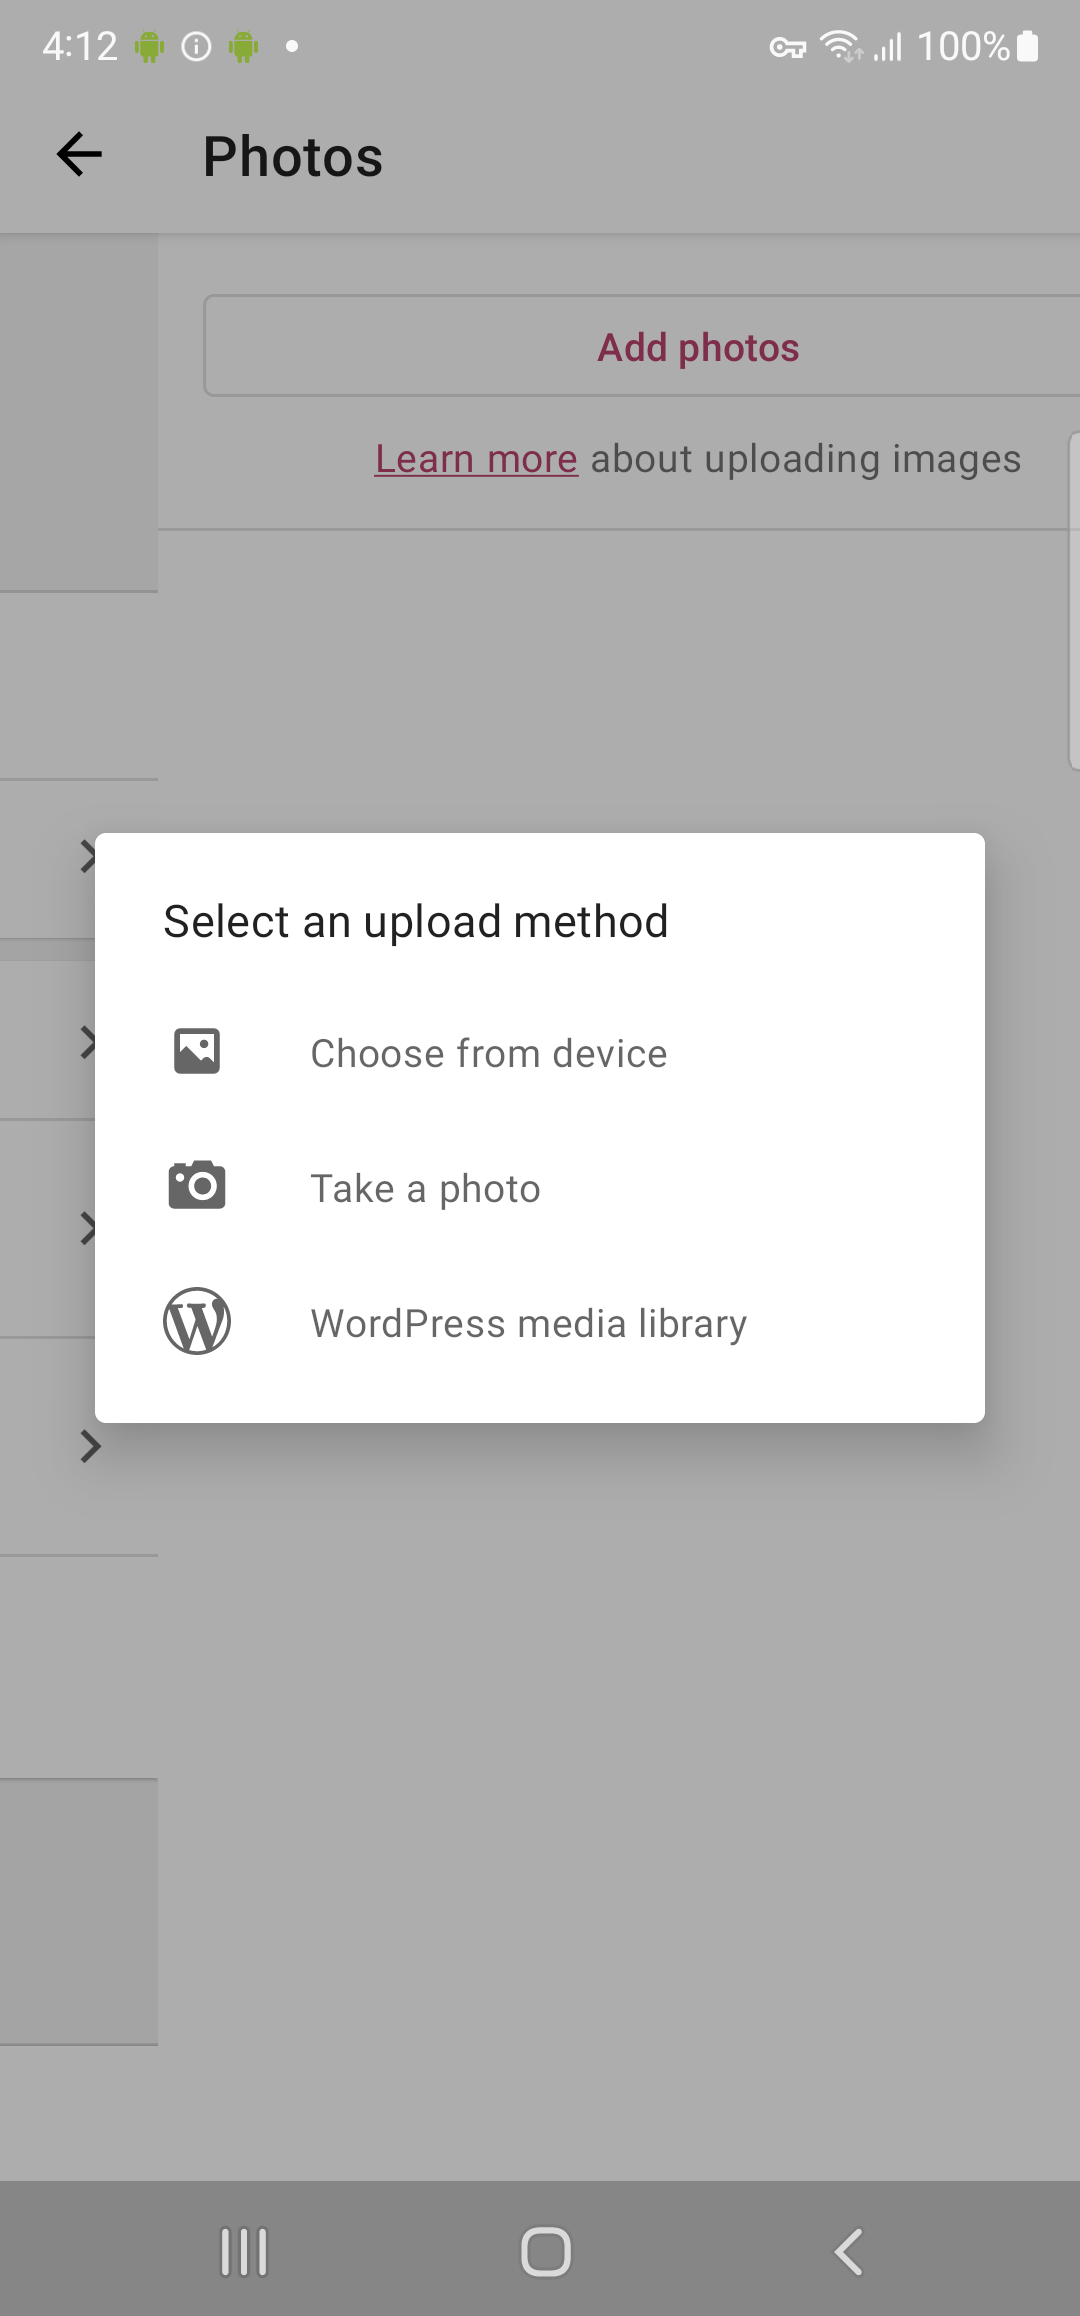 4:12
100%
Photos
Add photos
Learn more about uploading images
Select an upload method
Choose from device
Take a photo
WordPress media library